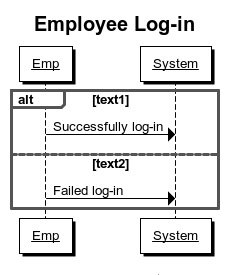 Employee Log-in
Emp System
alt [text1]
Successfully log-in
[text2]
Failed log-in
Emp System